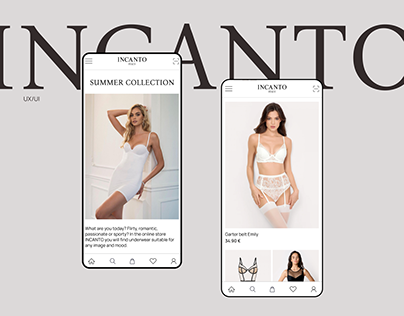 INCANTO
UX/UI
INCANTO
SUMMER COLLECTION
What are you today? Flirty, romantic,
passionate or sporty? In the online store
INCANTO you will find underwear suitable for
any image and mood
INCANTO
Garter belt Emily
34.90 €